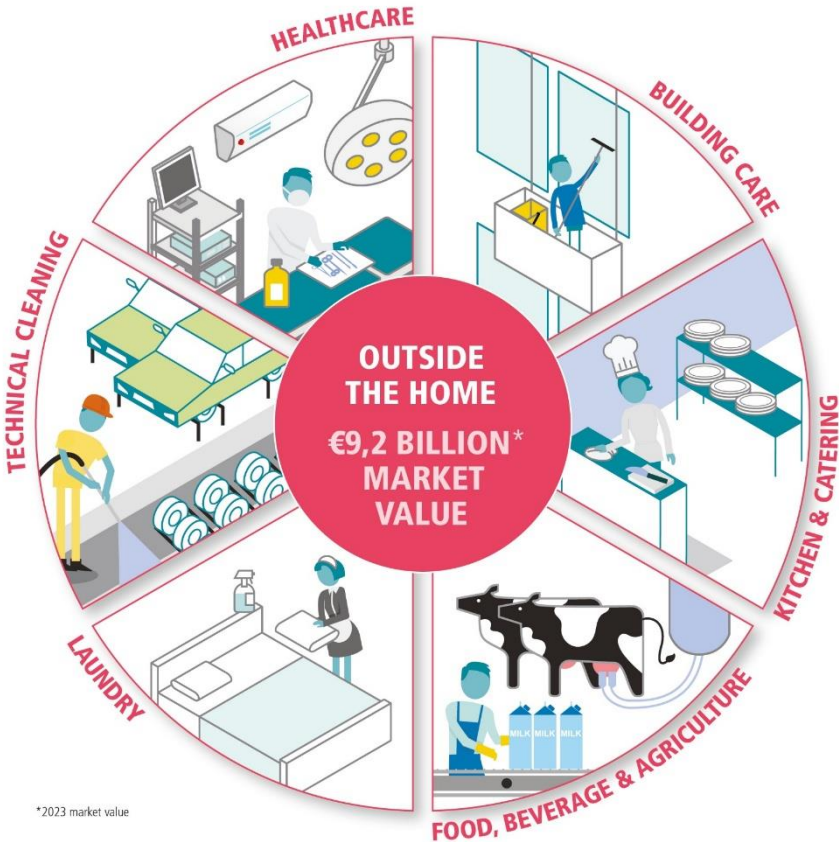 HEALTHCARE
BUILDING CARE
TECHNICAL CLEANING
OUTSIDE
THE HOME
€9,2 BILLION*
MARKET
VALUE
KITCHEN & CATERING
LAUNDRY
MILK MILK MILK
FOOD, BEVERAGE & AGRICULTURE
*2023 market value